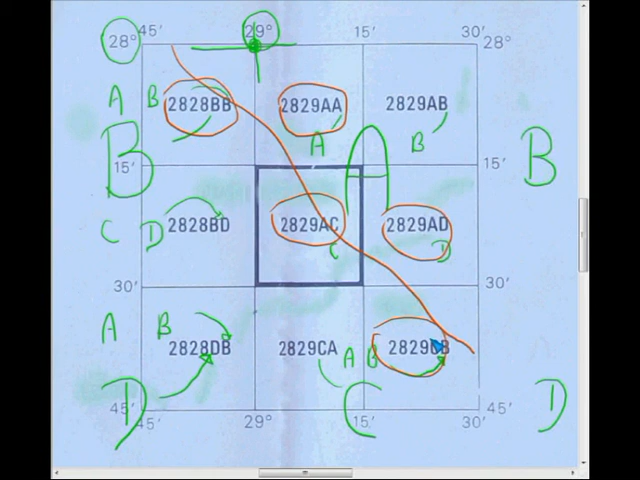 45' 29° 15' 30'
28° 28°
A B 2828BB 2829AA 2829AB
A B
B B
15' 15'
C D 2828BD 2829AC 2829AD
C D
30' 30'
A B 2828DB 2829CA A B 2829CB
D C D
45' 45'
45' 29° 15' 30'